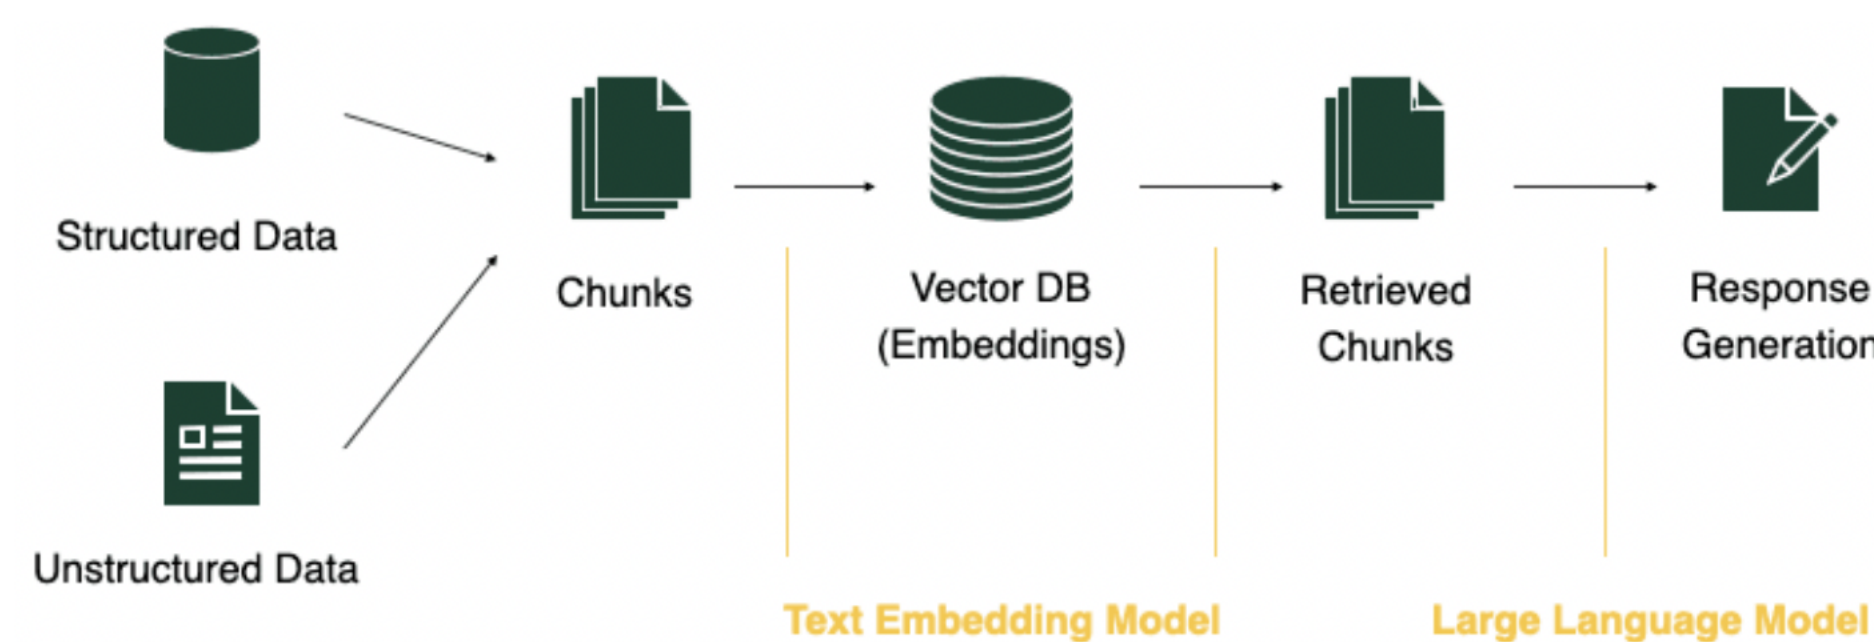 Structured Data
Unstructured Data
Chunks
Vector DB
(Embeddings)
Retrieved
Chunks
Response
Generation
Text Embedding Model
Large Language Model